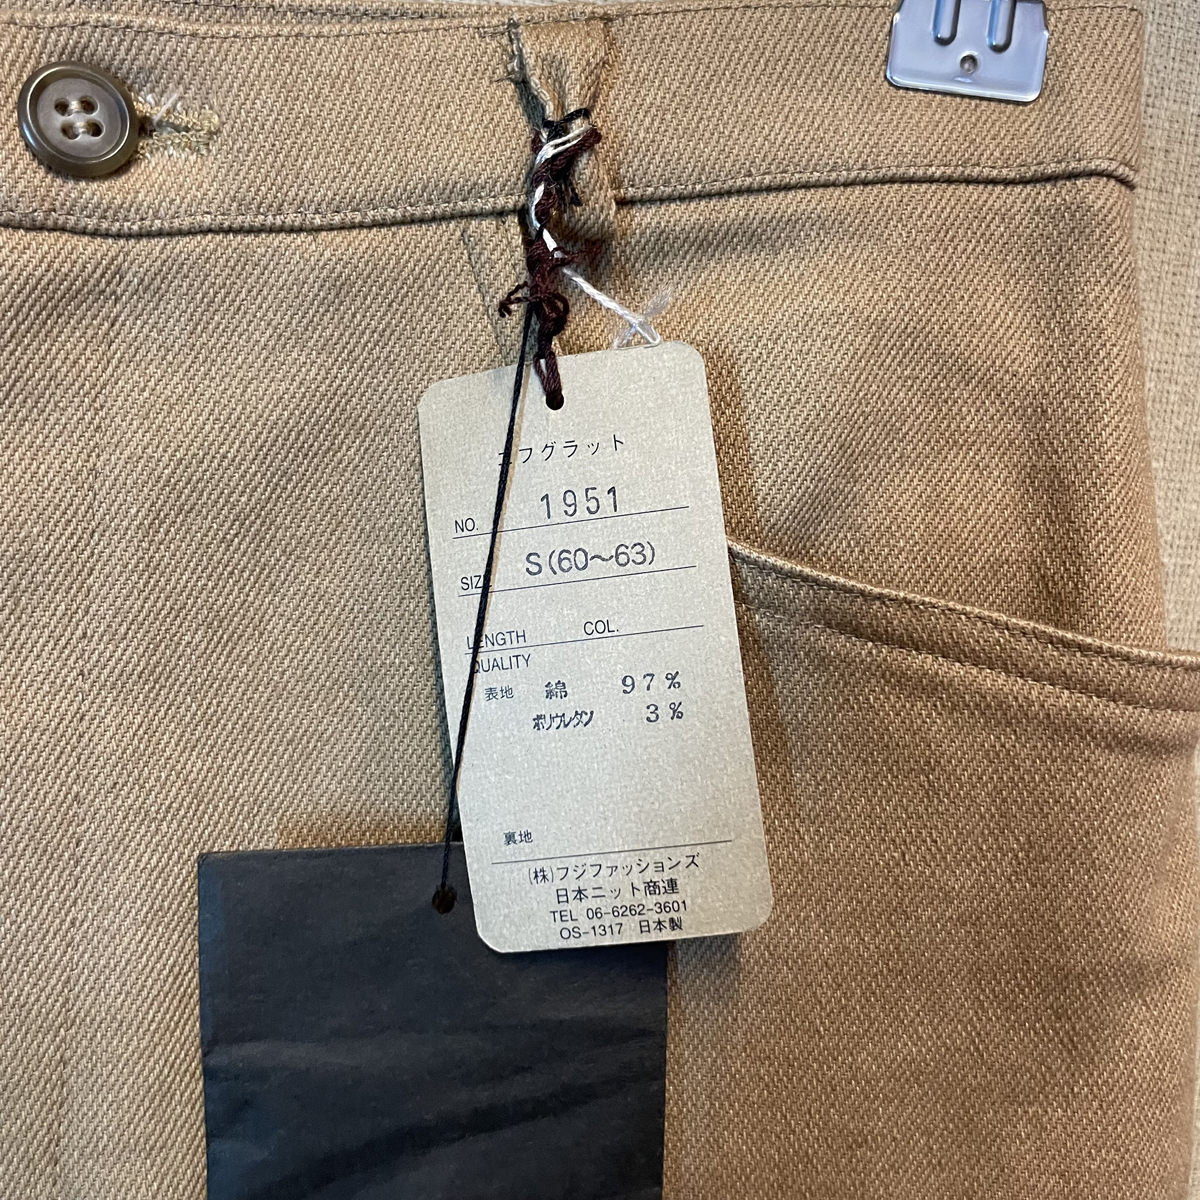 エフグラット
NO. 1951
SIZE S(60〜63)
LENGTH COL.
QUALITY
表地 綿 97%
ポリウレタン 3%
裏地
(株)フジファッションズ
日本ニット商連
TEL 06-6262-3601
OS-1317 日本製